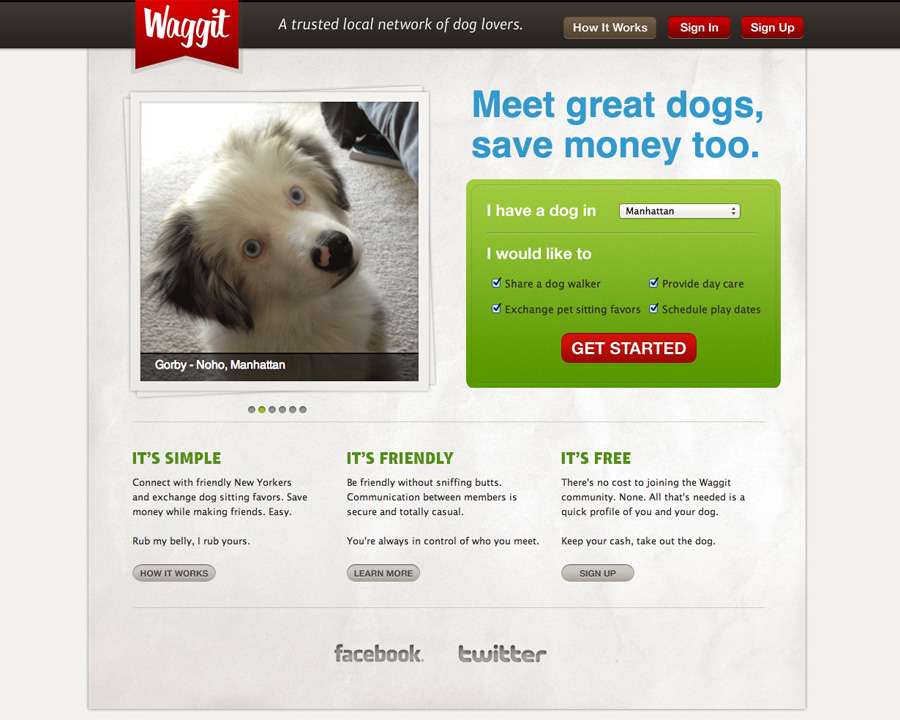 Waggit
A trusted local network of dog lovers.
How It Works
Sign In
Sign Up
Meet great dogs,
save money too.
I have a dog in
Manhattan
I would like to
Share a dog walker
Provide day care
Exchange pet sitting favors
Schedule play dates
GET STARTED
Gorby - Noho, Manhattan
IT'S SIMPLE
Connect with friendly New Yorkers
and exchange dog sitting favors. Save
money while making friends. Easy.
Rub my belly, I rub yours.
HOW IT WORKS
IT'S FRIENDLY
Be friendly without sniffing butts.
Communication between members is
secure and totally casual.
You're always in control of who you meet.
LEARN MORE
IT'S FREE
There's no cost to joining the Waggit
community. None. All that's needed is a
quick profile of you and your dog.
Keep your cash, take out the dog.
SIGN UP
facebook.
twitter